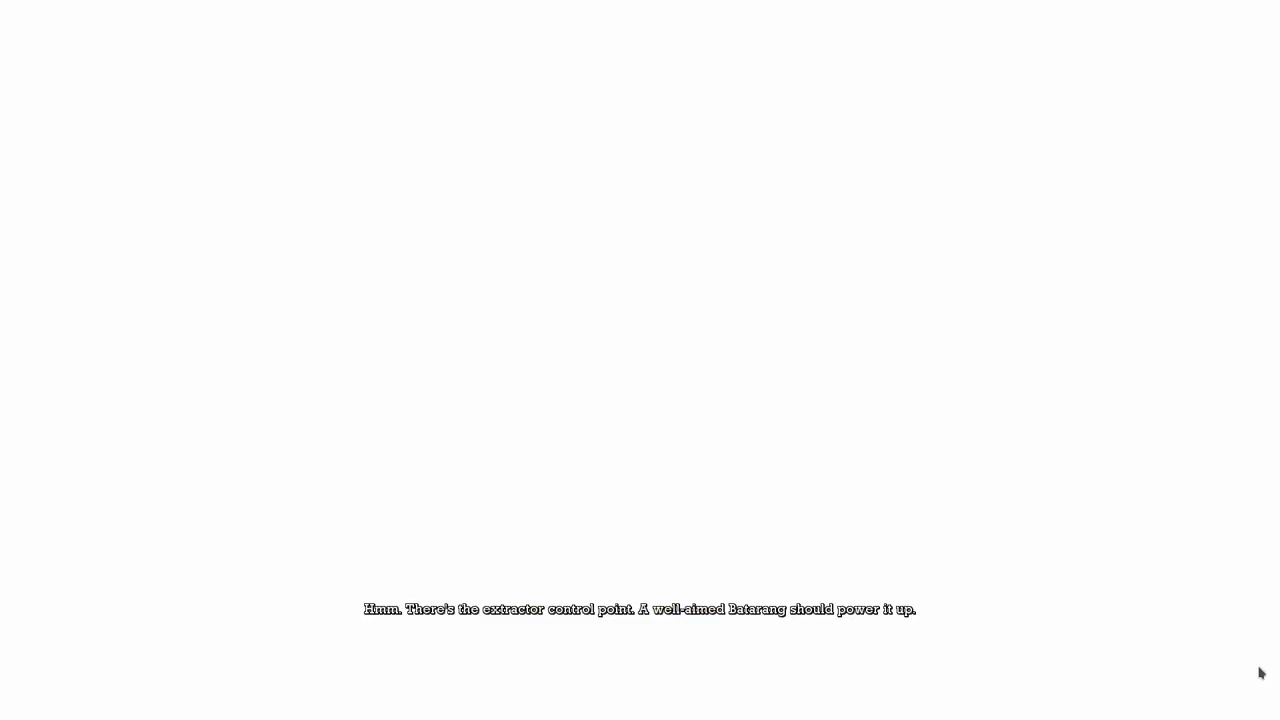 Hmm. There's the extractor control point. A well-aimed Batarang should power it up.